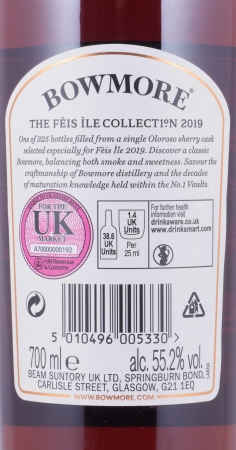 BOWMORE®
THE FÈIS ÌLE COLLECT1ºN 2019
One of 325 bottles filled from a single Oloroso sherry cask
selected especially for Fèis Ìle 2019. Discover a classic
Bowmore, balancing both smoke and sweetness. Savour the
craftmanship of Bowmore distillery and the decades
of maturation knowledge held within the No.1 Vaults.
FOR THE
UK
MARKET
A70000000192
HM Revenue
& Customs
38.6
UK
Units
1.4
UK
Units
Per
25 ml
For further health
information visit
drinkaware.co.uk
www.drinksmart.com
5 010496 005330 >
700 ml e
alc. 55.2% vol.
BEAM SUNTORY UK LTD, SPRINGBURN BOND,
CARLISLE STREET, GLASGOW, G21 1EQ
WWW.BOWMORE.COM